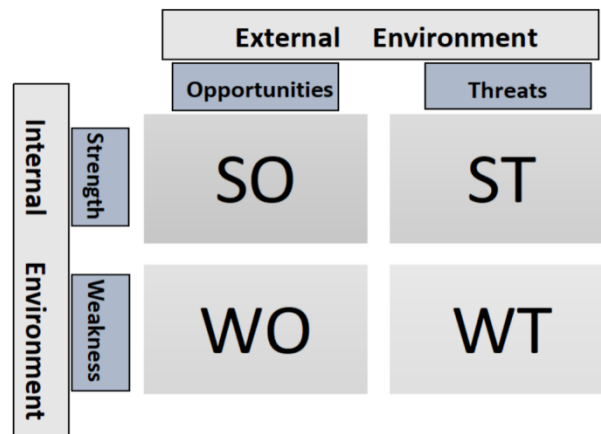 External Environment
Opportunities
Threats
Internal Environment
Strength
SO
ST
Weakness
WO
WT